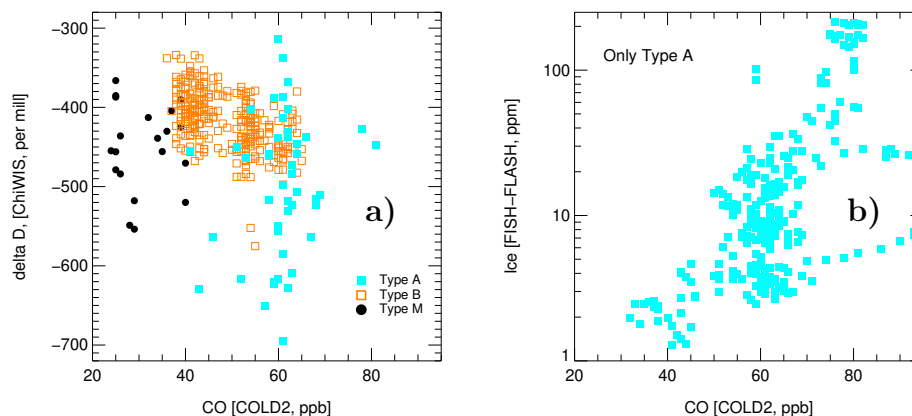 −300
−400
−500
−600
−700
20
40
60
80
delta D, [ChiWIS, per mill]
CO [COLD2, ppb]
a)
Type A
Type B
Type M
100
10
1
20
40
60
80
Ice [FISH−FLASH, ppm]
CO [COLD2, ppb]
Only Type A
b)